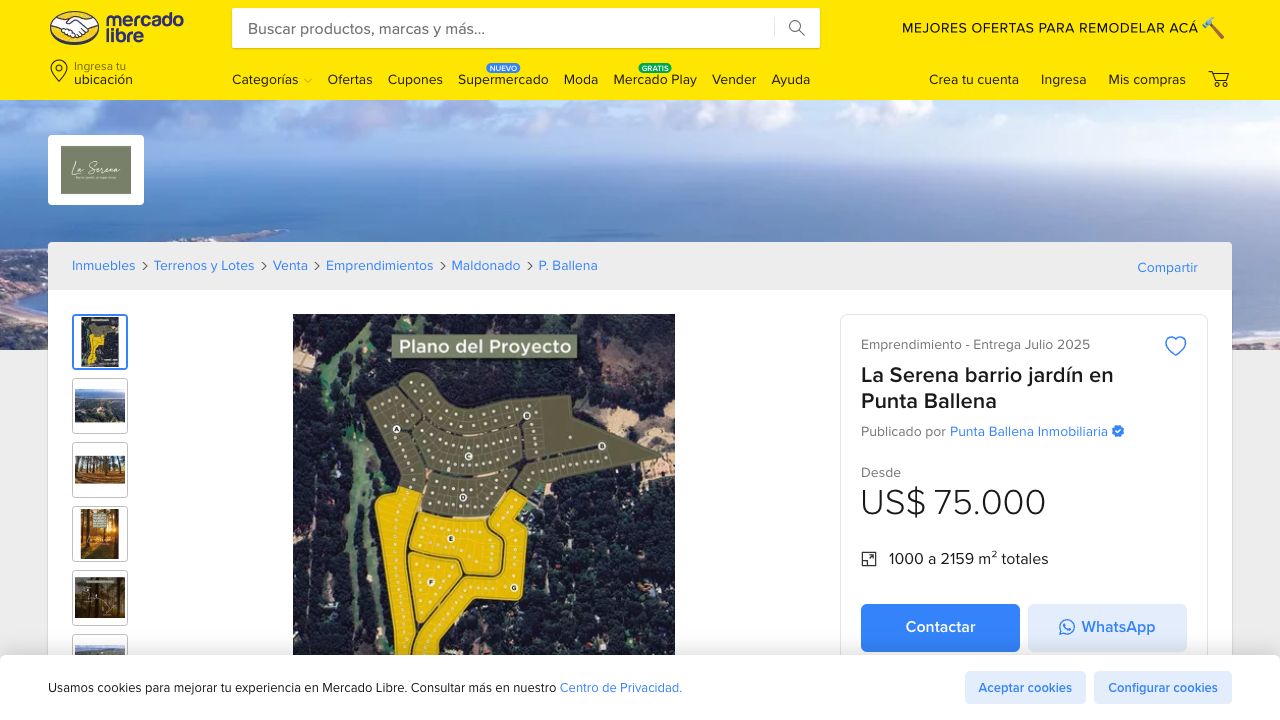 mercado
libre
Buscar productos, marcas y más...
MEJORES OFERTAS PARA REMODELAR ACÁ
Ingresa tu
ubicación
Categorías
Ofertas
Cupones
NUEVO
Supermercado
Moda
GRATIS
Mercado Play
Vender
Ayuda
Crea tu cuenta
Ingresa
Mis compras
La Serena
Inmuebles
Terrenos y Lotes
Venta
Emprendimientos
Maldonado
P. Ballena
Compartir
Plano del Proyecto
A
B
B
C
D
E
F
G
Emprendimiento - Entrega Julio 2025
La Serena barrio jardín en
Punta Ballena
Publicado por Punta Ballena Inmobiliaria
Desde
US$ 75.000
1000 a 2159 m² totales
Contactar
WhatsApp
Usamos cookies para mejorar tu experiencia en Mercado Libre. Consultar más en nuestro Centro de Privacidad.
Aceptar cookies
Configurar cookies